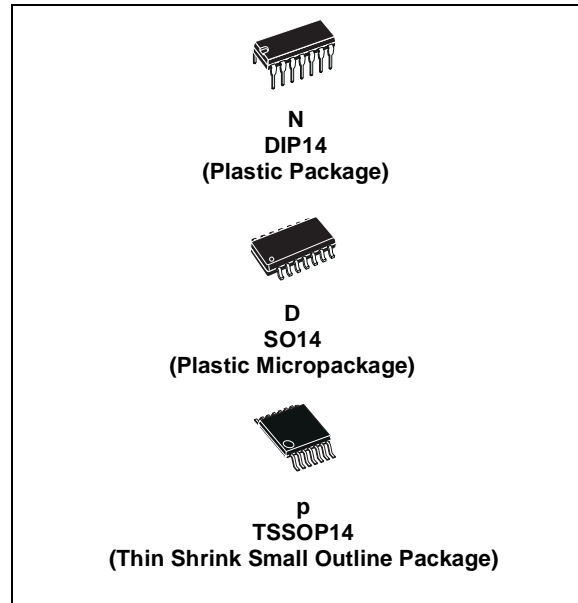 N
DIP14
(Plastic Package)
D
SO14
(Plastic Micropackage)
p
TSSOP14
(Thin Shrink Small Outline Package)